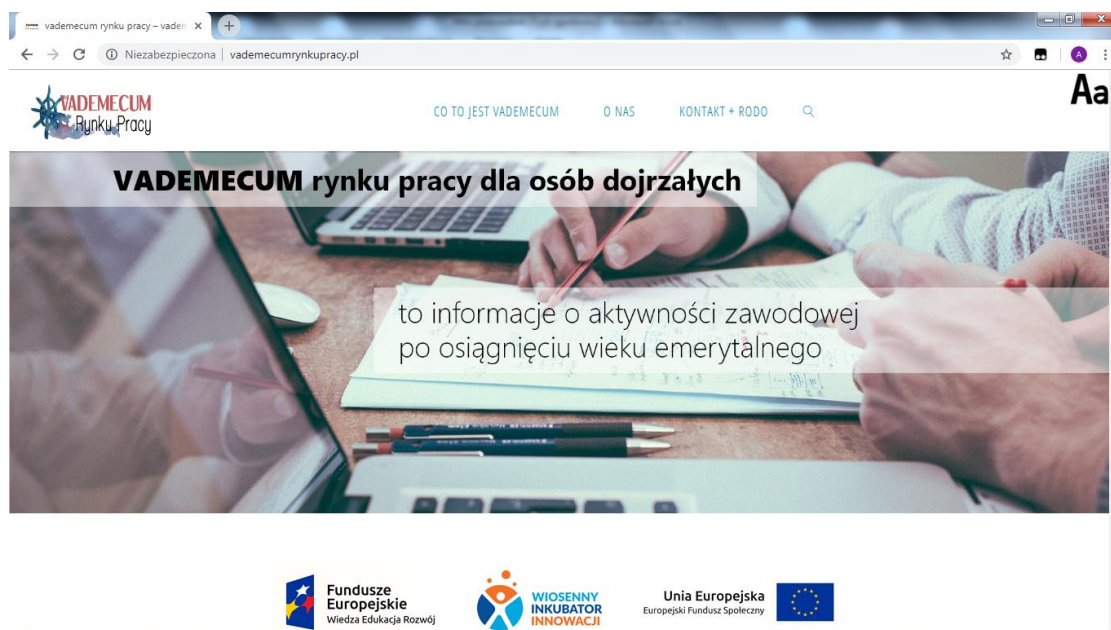 vademecum rynku pracy – vadem
Niezabezpieczona | vademecumrynkupracy.pl
A
VADEMECUM
Rynku Pracy
CO TO JEST VADEMECUM
O NAS
KONTAKT + RODO
Aa
VADEMECUM rynku pracy dla osób dojrzałych
to informacje o aktywności zawodowej
po osiągnięciu wieku emerytalnego
Fundusze
Europejskie
Wiedza Edukacja Rozwój
WIOSENNY
INKUBATOR
INNOWACJI
Unia Europejska
Europejski Fundusz Społeczny